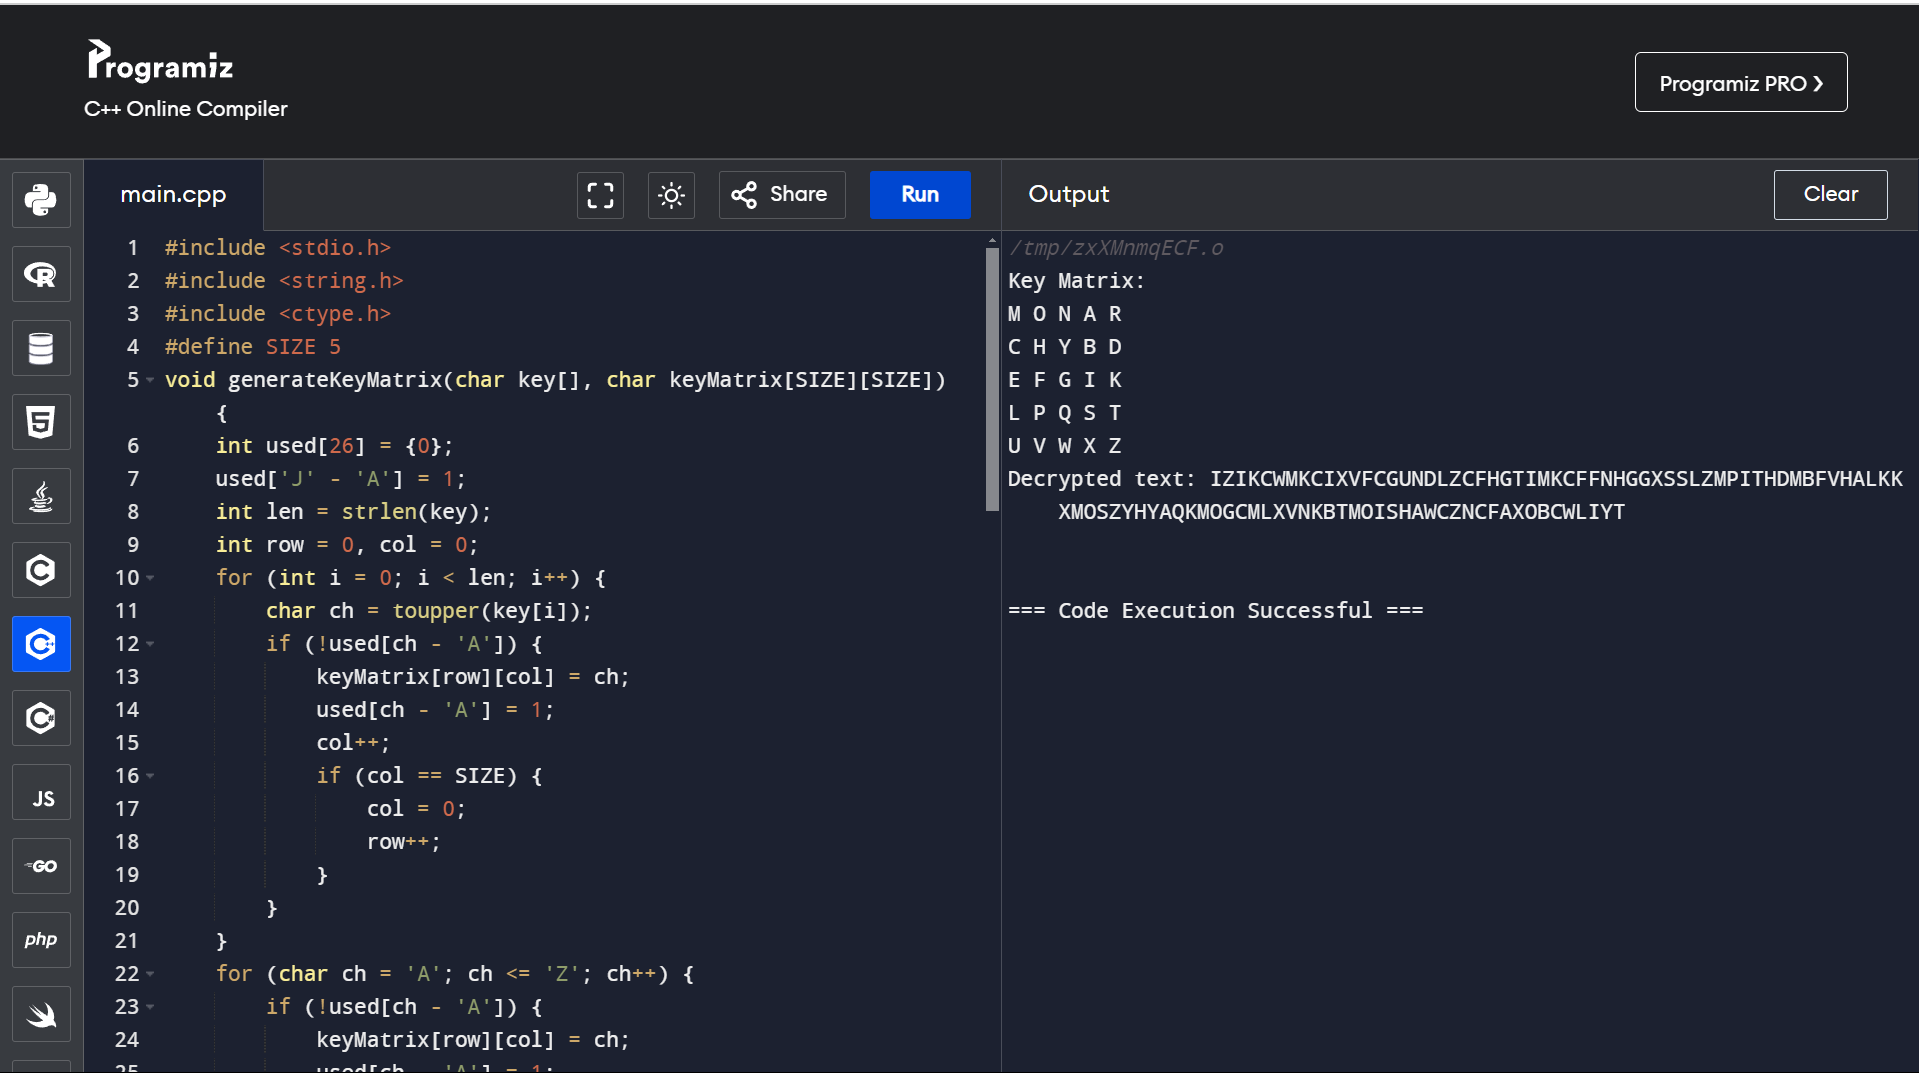 Programiz
C++ Online Compiler
Programiz PRO ❯
main.cpp
Share
Run
Output
Clear
1 #include <stdio.h>
2 #include <string.h>
3 #include <ctype.h>
4 #define SIZE 5
5 void generateKeyMatrix(char key[], char keyMatrix[SIZE][SIZE])
{
6 int used[26] = {0};
7 used['J' - 'A'] = 1;
8 int len = strlen(key);
9 int row = 0, col = 0;
10 for (int i = 0; i < len; i++) {
11 char ch = toupper(key[i]);
12 if (!used[ch - 'A']) {
13 keyMatrix[row][col] = ch;
14 used[ch - 'A'] = 1;
15 col++;
16 if (col == SIZE) {
17 col = 0;
18 row++;
19 }
20 }
21 }
22 for (char ch = 'A'; ch <= 'Z'; ch++) {
23 if (!used[ch - 'A']) {
24 keyMatrix[row][col] = ch;
25 used[ch - 'A'] = 1;
/tmp/zxXMnmqECF.o
Key Matrix:
M O N A R
C H Y B D
E F G I K
L P Q S T
U V W X Z
Decrypted text: IZIKCWMKCIXVFCGUNDLZCFHGTIMKCFFNHGGXSSLZMPITHDMBFVHALKK
XMOSZYHYAQKMOGCMLXVNKBTMOISHAWCZNCFAXOBCWLIYT
=== Code Execution Successful ===
R
5
C
C++
C#
JS
GO
php